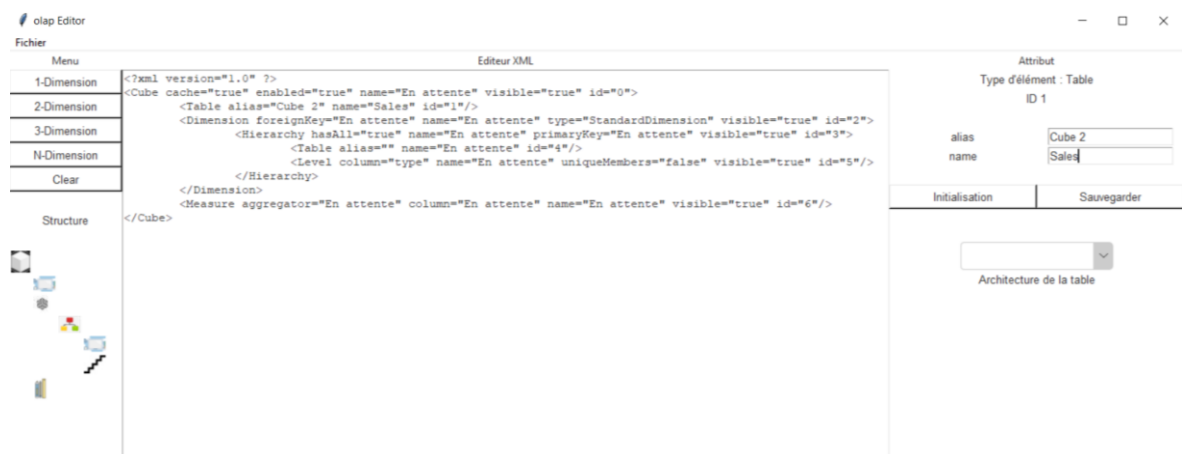 olap Editor
Fichier
Menu
1-Dimension
2-Dimension
3-Dimension
N-Dimension
Clear
Structure
Editeur XML
<?xml version="1.0" ?>
<Cube cache="true" enabled="true" name="En attente" visible="true" id="0">
<Table alias="Cube 2" name="Sales" id="1"/>
<Dimension foreignKey="En attente" name="En attente" type="StandardDimension" visible="true" id="2">
<Hierarchy hasAll="true" name="En attente" primaryKey="En attente" visible="true" id="3">
<Table alias="" name="En attente" id="4"/>
<Level column="type" name="En attente" uniqueMembers="false" visible="true" id="5"/>
</Hierarchy>
</Dimension>
<Measure aggregator="En attente" column="En attente" name="En attente" visible="true" id="6"/>
</Cube>
Attribut
Type d'élément : Table
ID 1
alias Cube 2
name Sales
Initialisation Sauvegarder
Architecture de la table